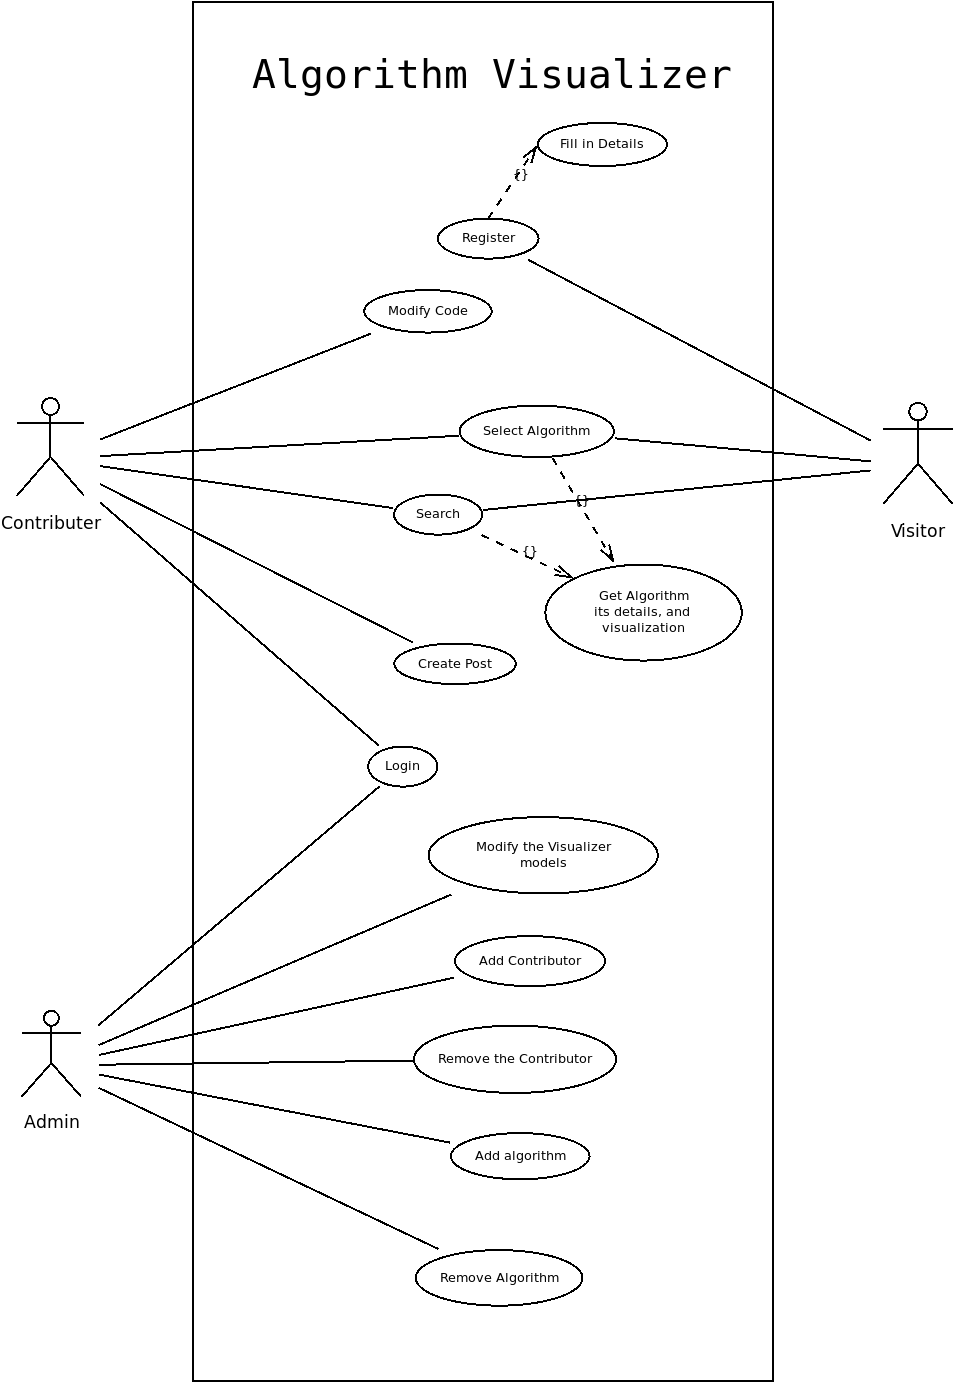 Algorithm Visualizer
Fill in Details
{}
Register
Modify Code
Select Algorithm
{}
Search
Contributer
Visitor
{}
Get Algorithm
its details, and
visualization
Create Post
Login
Modify the Visualizer
models
Add Contributor
Remove the Contributor
Admin
Add algorithm
Remove Algorithm